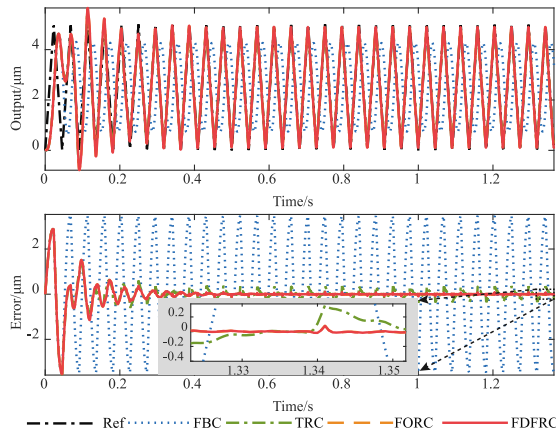 Output/μm
4
2
0
0 0.2 0.4 0.6 0.8 1 1.2
Time/s
Error/μm
2
0
-2
0.2
0
-0.2
-0.4
1.33 1.34 1.35
0 0.2 0.4 0.6 0.8 1 1.2
Time/s
Ref FBC TRC FORC FDFRC